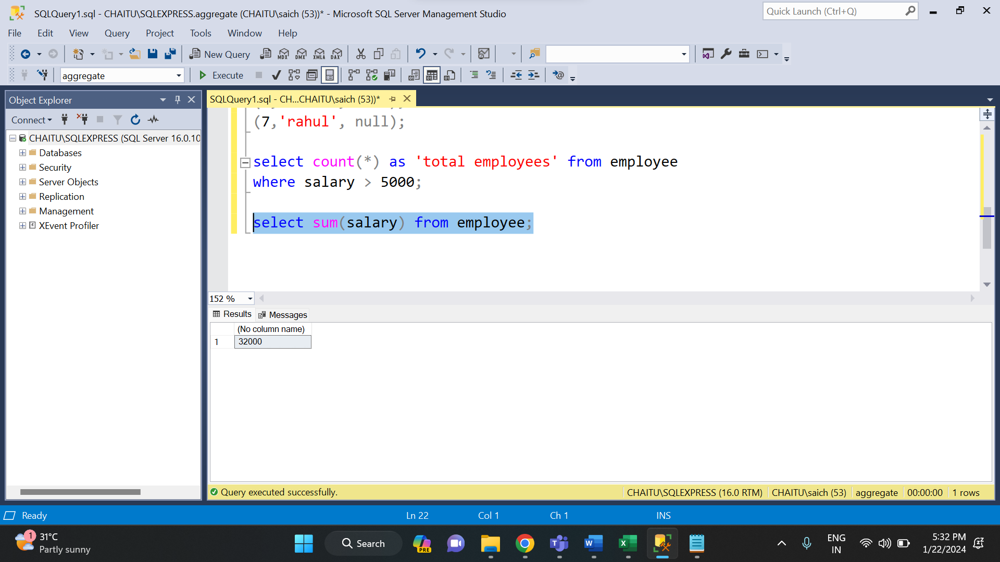 SQLQuery1.sql - CHAITU\SQLEXPRESS.aggregate (CHAITU\saich (53))* - Microsoft SQL Server Management Studio
Quick Launch (Ctrl+Q)
File Edit View Query Project Tools Window Help
New Query MDX DMX XMLA DAX
aggregate Execute
Object Explorer
SQLQuery1.sql - CH...CHAITU\saich (53))*
Connect
CHAITU\SQLEXPRESS (SQL Server 16.0.10
Databases
Security
Server Objects
Replication
Management
XEvent Profiler
(7,'rahul', null);
select count(*) as 'total employees' from employee
where salary > 5000;
select sum(salary) from employee;
152 %
Results Messages
(No column name)
1 32000
Query executed successfully. CHAITU\SQLEXPRESS (16.0 RTM) CHAITU\saich (53) aggregate 00:00:00 1 rows
Ready Ln 22 Col 1 Ch 1 INS
1 31°C
Partly sunny
Search
PRE
ENG
IN
5:32 PM
1/22/2024